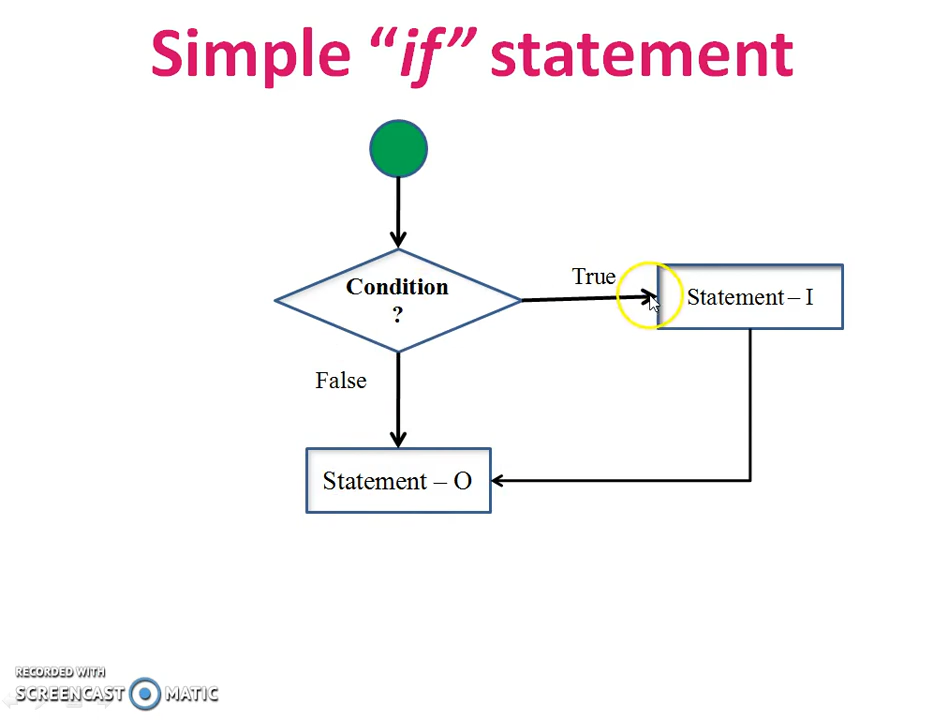 Simple “if” statement
Condition
?
True
Statement – I
False
Statement – O
RECORDED WITH
SCREENCAST MATIC